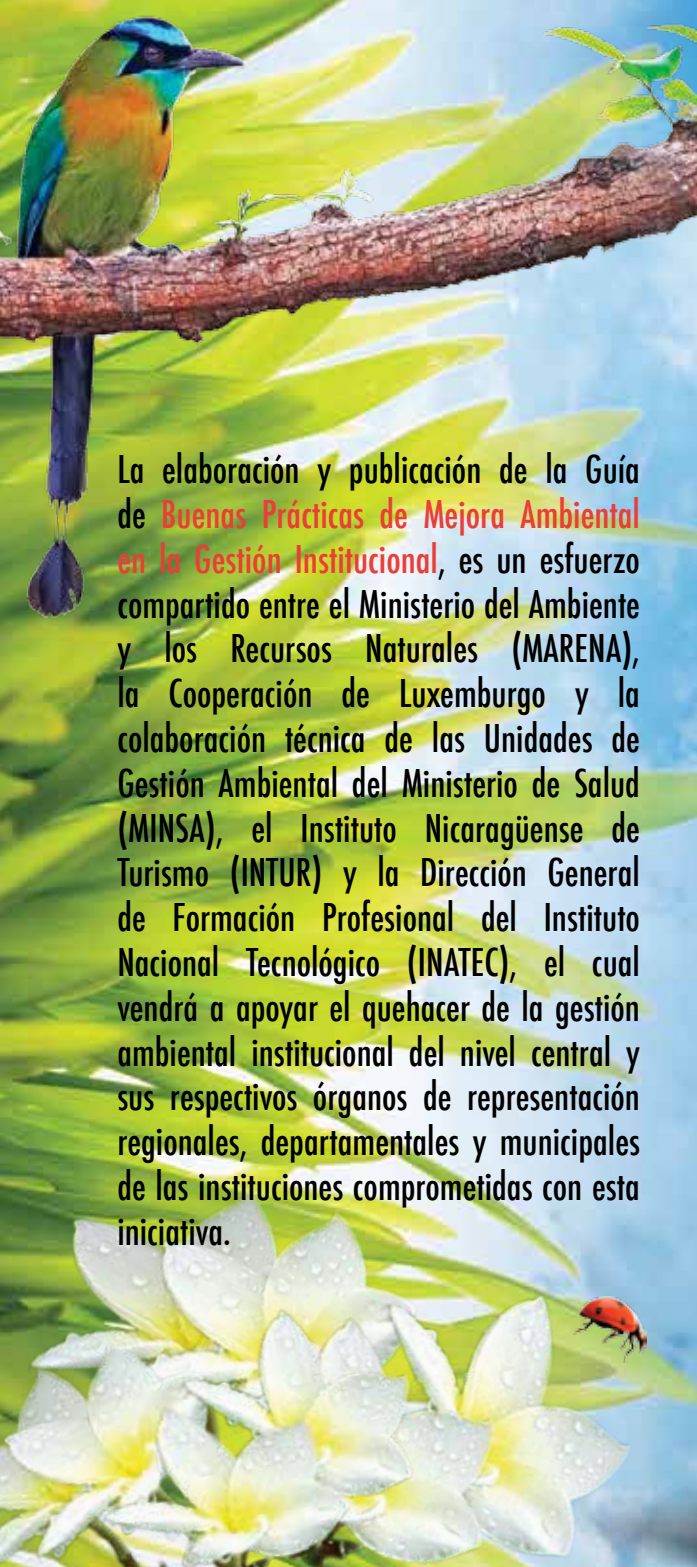 La elaboración y publicación de la Guía
de Buenas Prácticas de Mejora Ambiental
en la Gestión Institucional, es un esfuerzo
compartido entre el Ministerio del Ambiente
y los Recursos Naturales (MARENA),
la Cooperación de Luxemburgo y la
colaboración técnica de las Unidades de
Gestión Ambiental del Ministerio de Salud
(MINSA), el Instituto Nicaragüense de
Turismo (INTUR) y la Dirección General
de Formación Profesional del Instituto
Nacional Tecnológico (INATEC), el cual
vendrá a apoyar el quehacer de la gestión
ambiental institucional del nivel central y
sus respectivos órganos de representación
regionales, departamentales y municipales
de las instituciones comprometidas con esta
iniciativa.